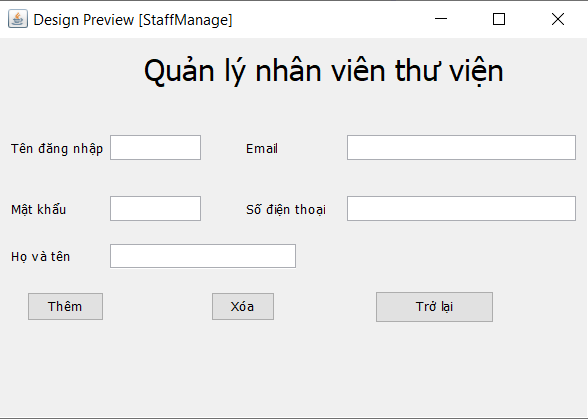 Design Preview [StaffManage]
Quản lý nhân viên thư viện
Tên đăng nhập Email
Mật khẩu Số điện thoại
Họ và tên
Thêm Xóa Trở lại